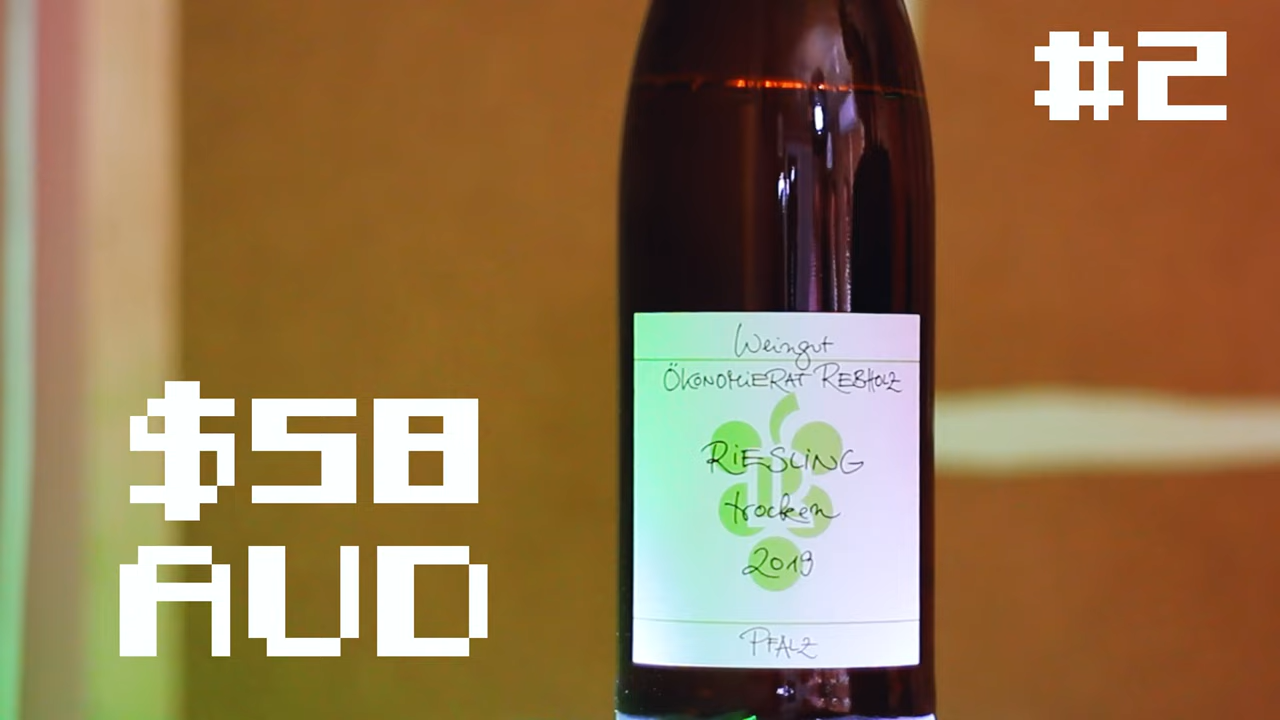 #2
$58
AUD
Weingut
ÖKONOMIERAT REBHOLZ
RiESLiNG
trocken
2019
PFALZ